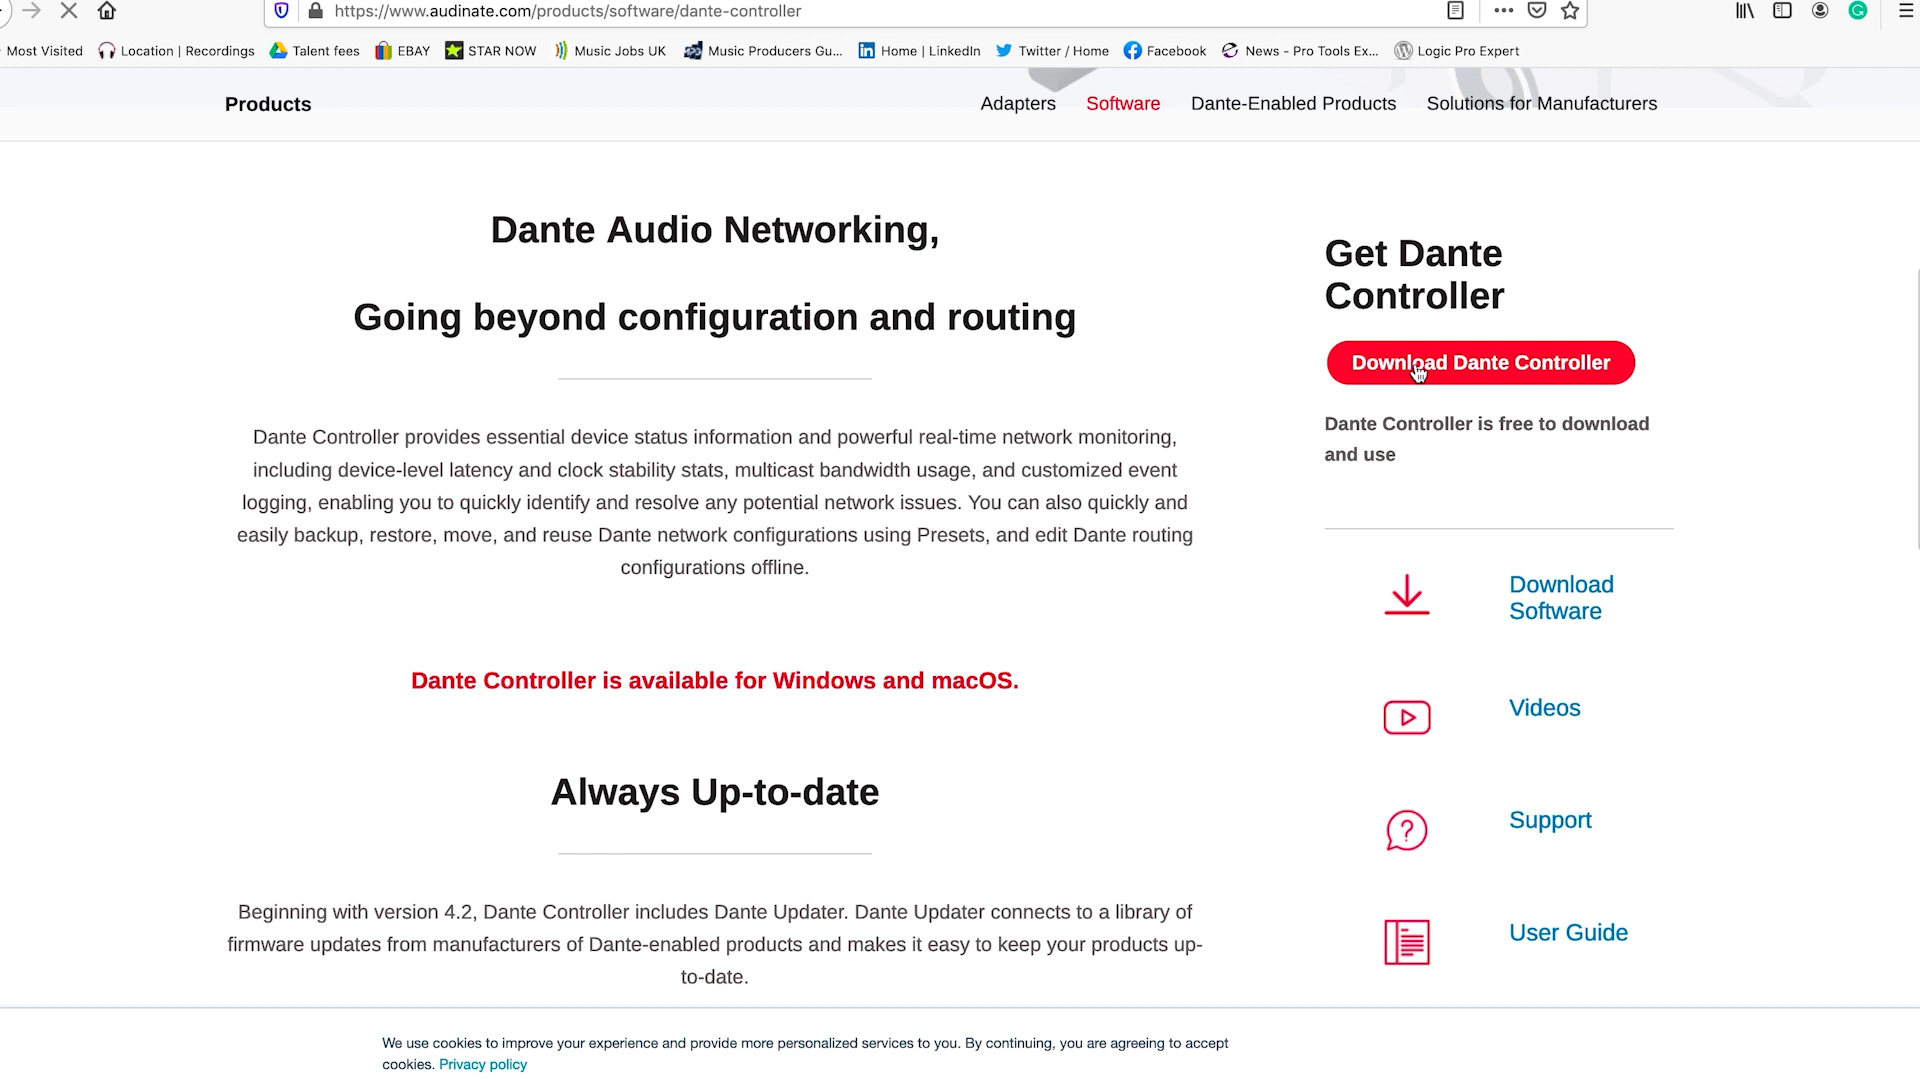 https://www.audinate.com/products/software/dante-controller
Most Visited Location | Recordings Talent fees EBAY STAR NOW Music Jobs UK Music Producers Gu... Home | LinkedIn Twitter / Home Facebook News - Pro Tools Ex... Logic Pro Expert
Products Adapters Software Dante-Enabled Products Solutions for Manufacturers
Dante Audio Networking,
Going beyond configuration and routing
Dante Controller provides essential device status information and powerful real-time network monitoring,
including device-level latency and clock stability stats, multicast bandwidth usage, and customized event
logging, enabling you to quickly identify and resolve any potential network issues. You can also quickly and
easily backup, restore, move, and reuse Dante network configurations using Presets, and edit Dante routing
configurations offline.
Dante Controller is available for Windows and macOS.
Always Up-to-date
Beginning with version 4.2, Dante Controller includes Dante Updater. Dante Updater connects to a library of
firmware updates from manufacturers of Dante-enabled products and makes it easy to keep your products up-
to-date.
Get Dante
Controller
Download Dante Controller
Dante Controller is free to download
and use
Download
Software
Videos
Support
User Guide
We use cookies to improve your experience and provide more personalized services to you. By continuing, you are agreeing to accept
cookies. Privacy policy